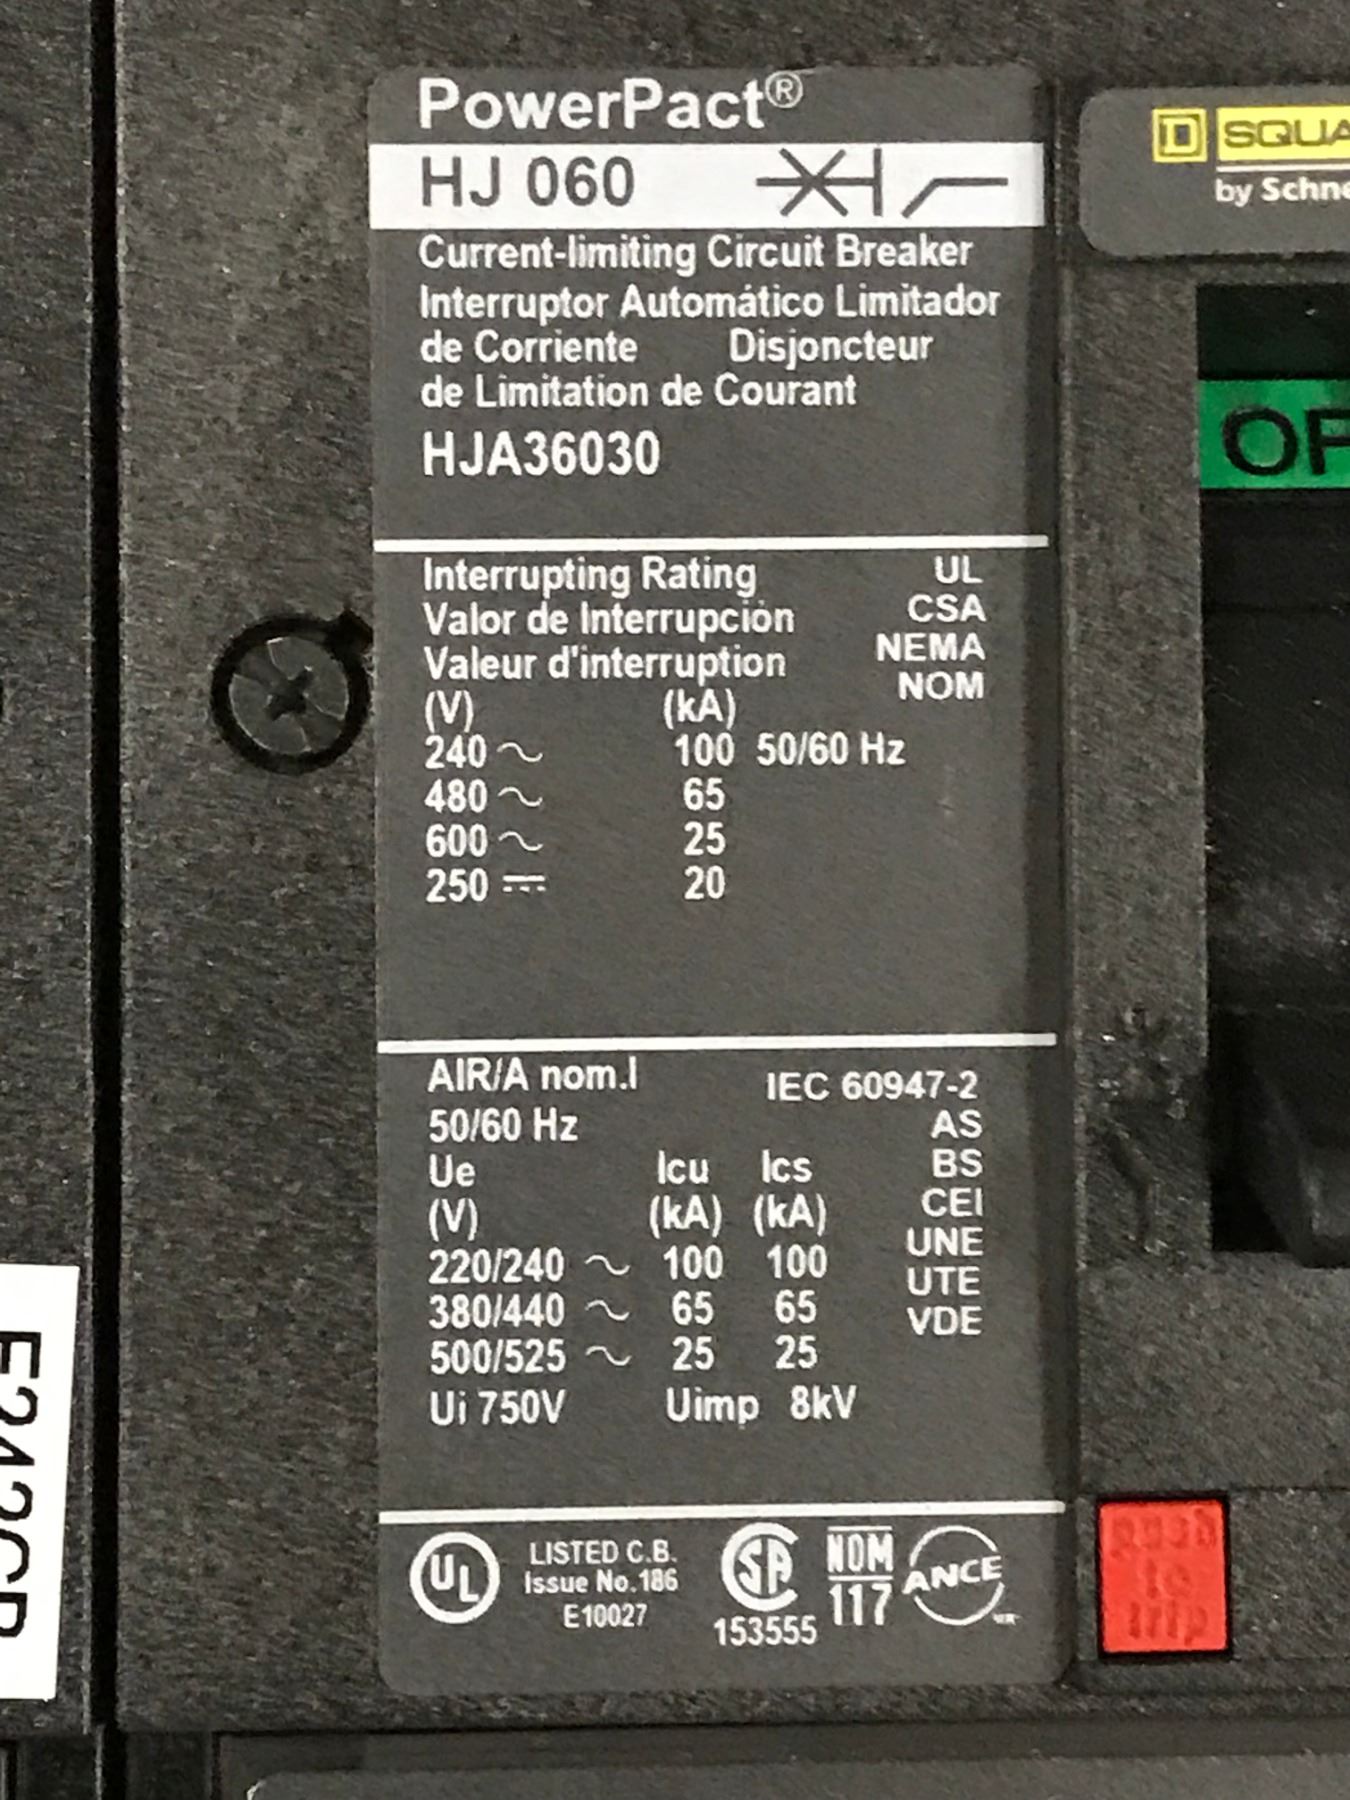 PowerPact®
HJ 060
Current-limiting Circuit Breaker
Interruptor Automático Limitador
de Corriente Disjoncteur
de Limitation de Courant
HJA36030
Interrupting Rating UL
Valor de Interrupción CSA
Valeur d'interruption NEMA
NOM
(V) (kA)
240 ~ 100 50/60 Hz
480 ~ 65
600 ~ 25
250 ⎓ 20
AIR/A nom.I IEC 60947-2
50/60 Hz AS
Ue Icu Ics BS
(V) (kA) (kA) CEI
UNE
220/240 ~ 100 100 UTE
380/440 ~ 65 65 VDE
500/525 ~ 25 25
Ui 750V Uimp 8kV
UL
LISTED C.B.
Issue No.186
E10027
SA
153555
NOM
117
ANCE
D SQUA
by Schne
OF
push
to
trip